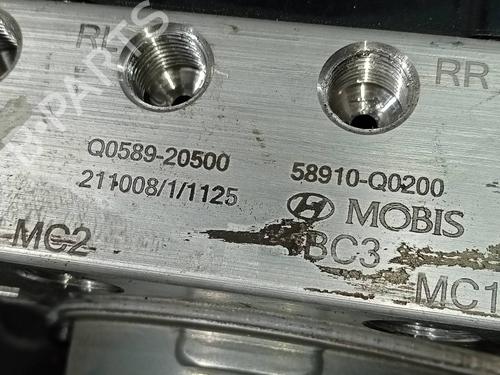 RL
RR
Q0589-20500
58910-Q0200
211008/1/1125
MOBIS
MC2
BC3
MC1
B-PARTS